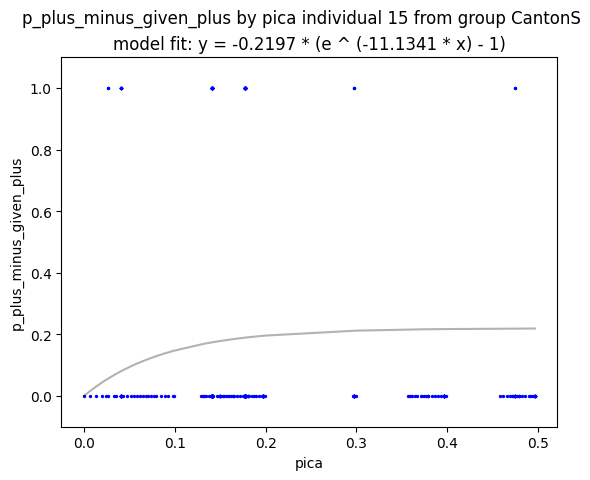 p_plus_minus_given_plus by pica individual 15 from group CantonS
model fit: y = -0.2197 * (e ^ (-11.1341 * x) - 1)
1.0
0.8
0.6
0.4
0.2
0.0
p_plus_minus_given_plus
0.0 0.1 0.2 0.3 0.4 0.5
pica